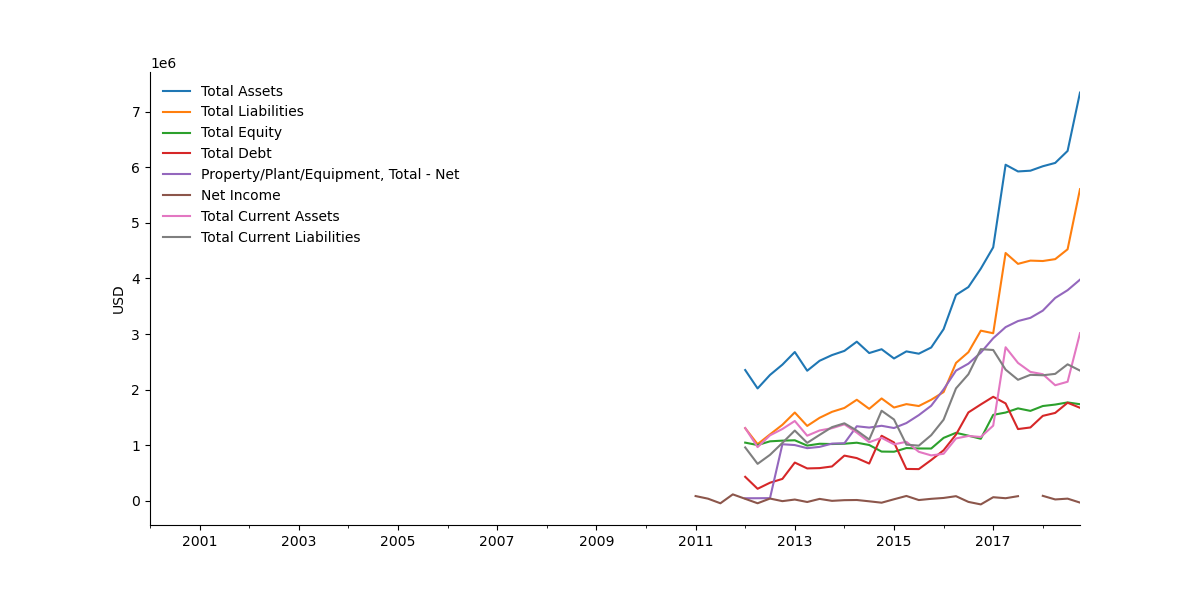 1e6
Total Assets
Total Liabilities
Total Equity
Total Debt
Property/Plant/Equipment, Total - Net
Net Income
Total Current Assets
Total Current Liabilities
7
6
5
4
3
2
1
0
USD
2001 2003 2005 2007 2009 2011 2013 2015 2017